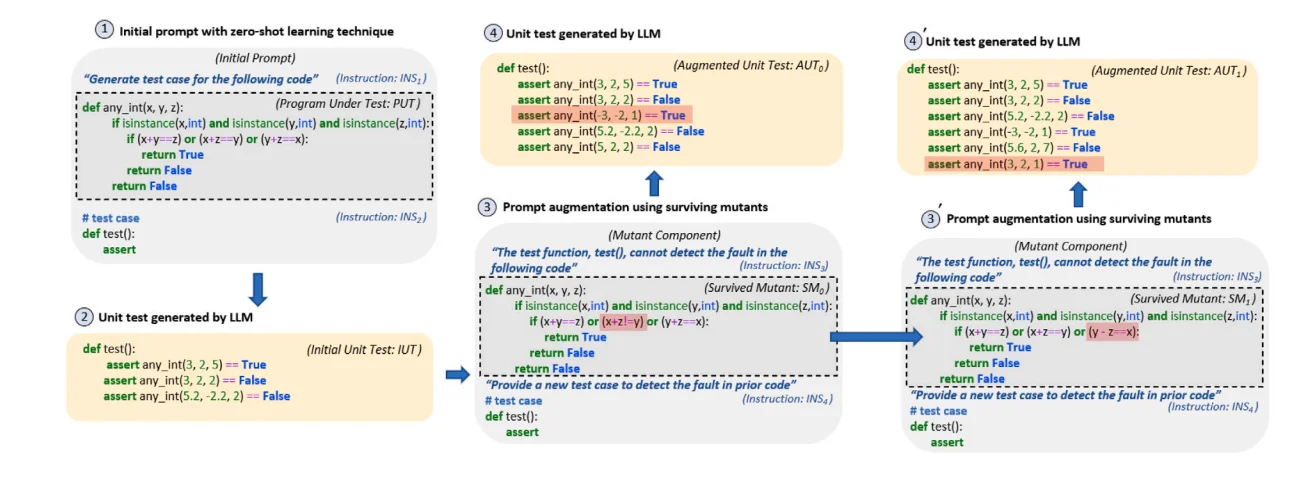 1 Initial prompt with zero-shot learning technique
(Initial Prompt)
“Generate test case for the following code” (Instruction: INS1)
def any_int(x, y, z): (Program Under Test: PUT)
if isinstance(x,int) and isinstance(y,int) and isinstance(z,int):
if (x+y==z) or (x+z==y) or (y+z==x):
return True
return False
return False
# test case (Instruction: INS2)
def test():
assert
2 Unit test generated by LLM
def test(): (Initial Unit Test: IUT)
assert any_int(3, 2, 5) == True
assert any_int(3, 2, 2) == False
assert any_int(5.2, -2.2, 2) == False
4 Unit test generated by LLM
(Augmented Unit Test: AUT0)
def test():
assert any_int(3, 2, 5) == True
assert any_int(3, 2, 2) == False
assert any_int(-3, -2, 1) == True
assert any_int(5.2, -2.2, 2) == False
assert any_int(5, 2, 2) == False
3 Prompt augmentation using surviving mutants
(Mutant Component)
“The test function, test(), cannot detect the fault in the
following code” (Instruction: INS3)
def any_int(x, y, z): (Survived Mutant: SM0)
if isinstance(x,int) and isinstance(y,int) and isinstance(z,int):
if (x+y==z) or (x+z!=y) or (y+z==x):
return True
return False
return False
“Provide a new test case to detect the fault in prior code”
# test case (Instruction: INS4)
def test():
assert
4′ Unit test generated by LLM
def test(): (Augmented Unit Test: AUT1)
assert any_int(3, 2, 5) == True
assert any_int(3, 2, 2) == False
assert any_int(5.2, -2.2, 2) == False
assert any_int(-3, -2, 1) == True
assert any_int(5.6, 2, 7) == False
assert any_int(3, 2, 1) == True
3′ Prompt augmentation using surviving mutants
(Mutant Component)
“The test function, test(), cannot detect the fault in the
following code” (Instruction: INS3)
def any_int(x, y, z): (Survived Mutant: SM1)
if isinstance(x,int) and isinstance(y,int) and isinstance(z,int):
if (x+y==z) or (x+z==y) or (y - z==x):
return True
return False
return False
“Provide a new test case to detect the fault in prior code”
# test case (Instruction: INS4)
def test():
assert